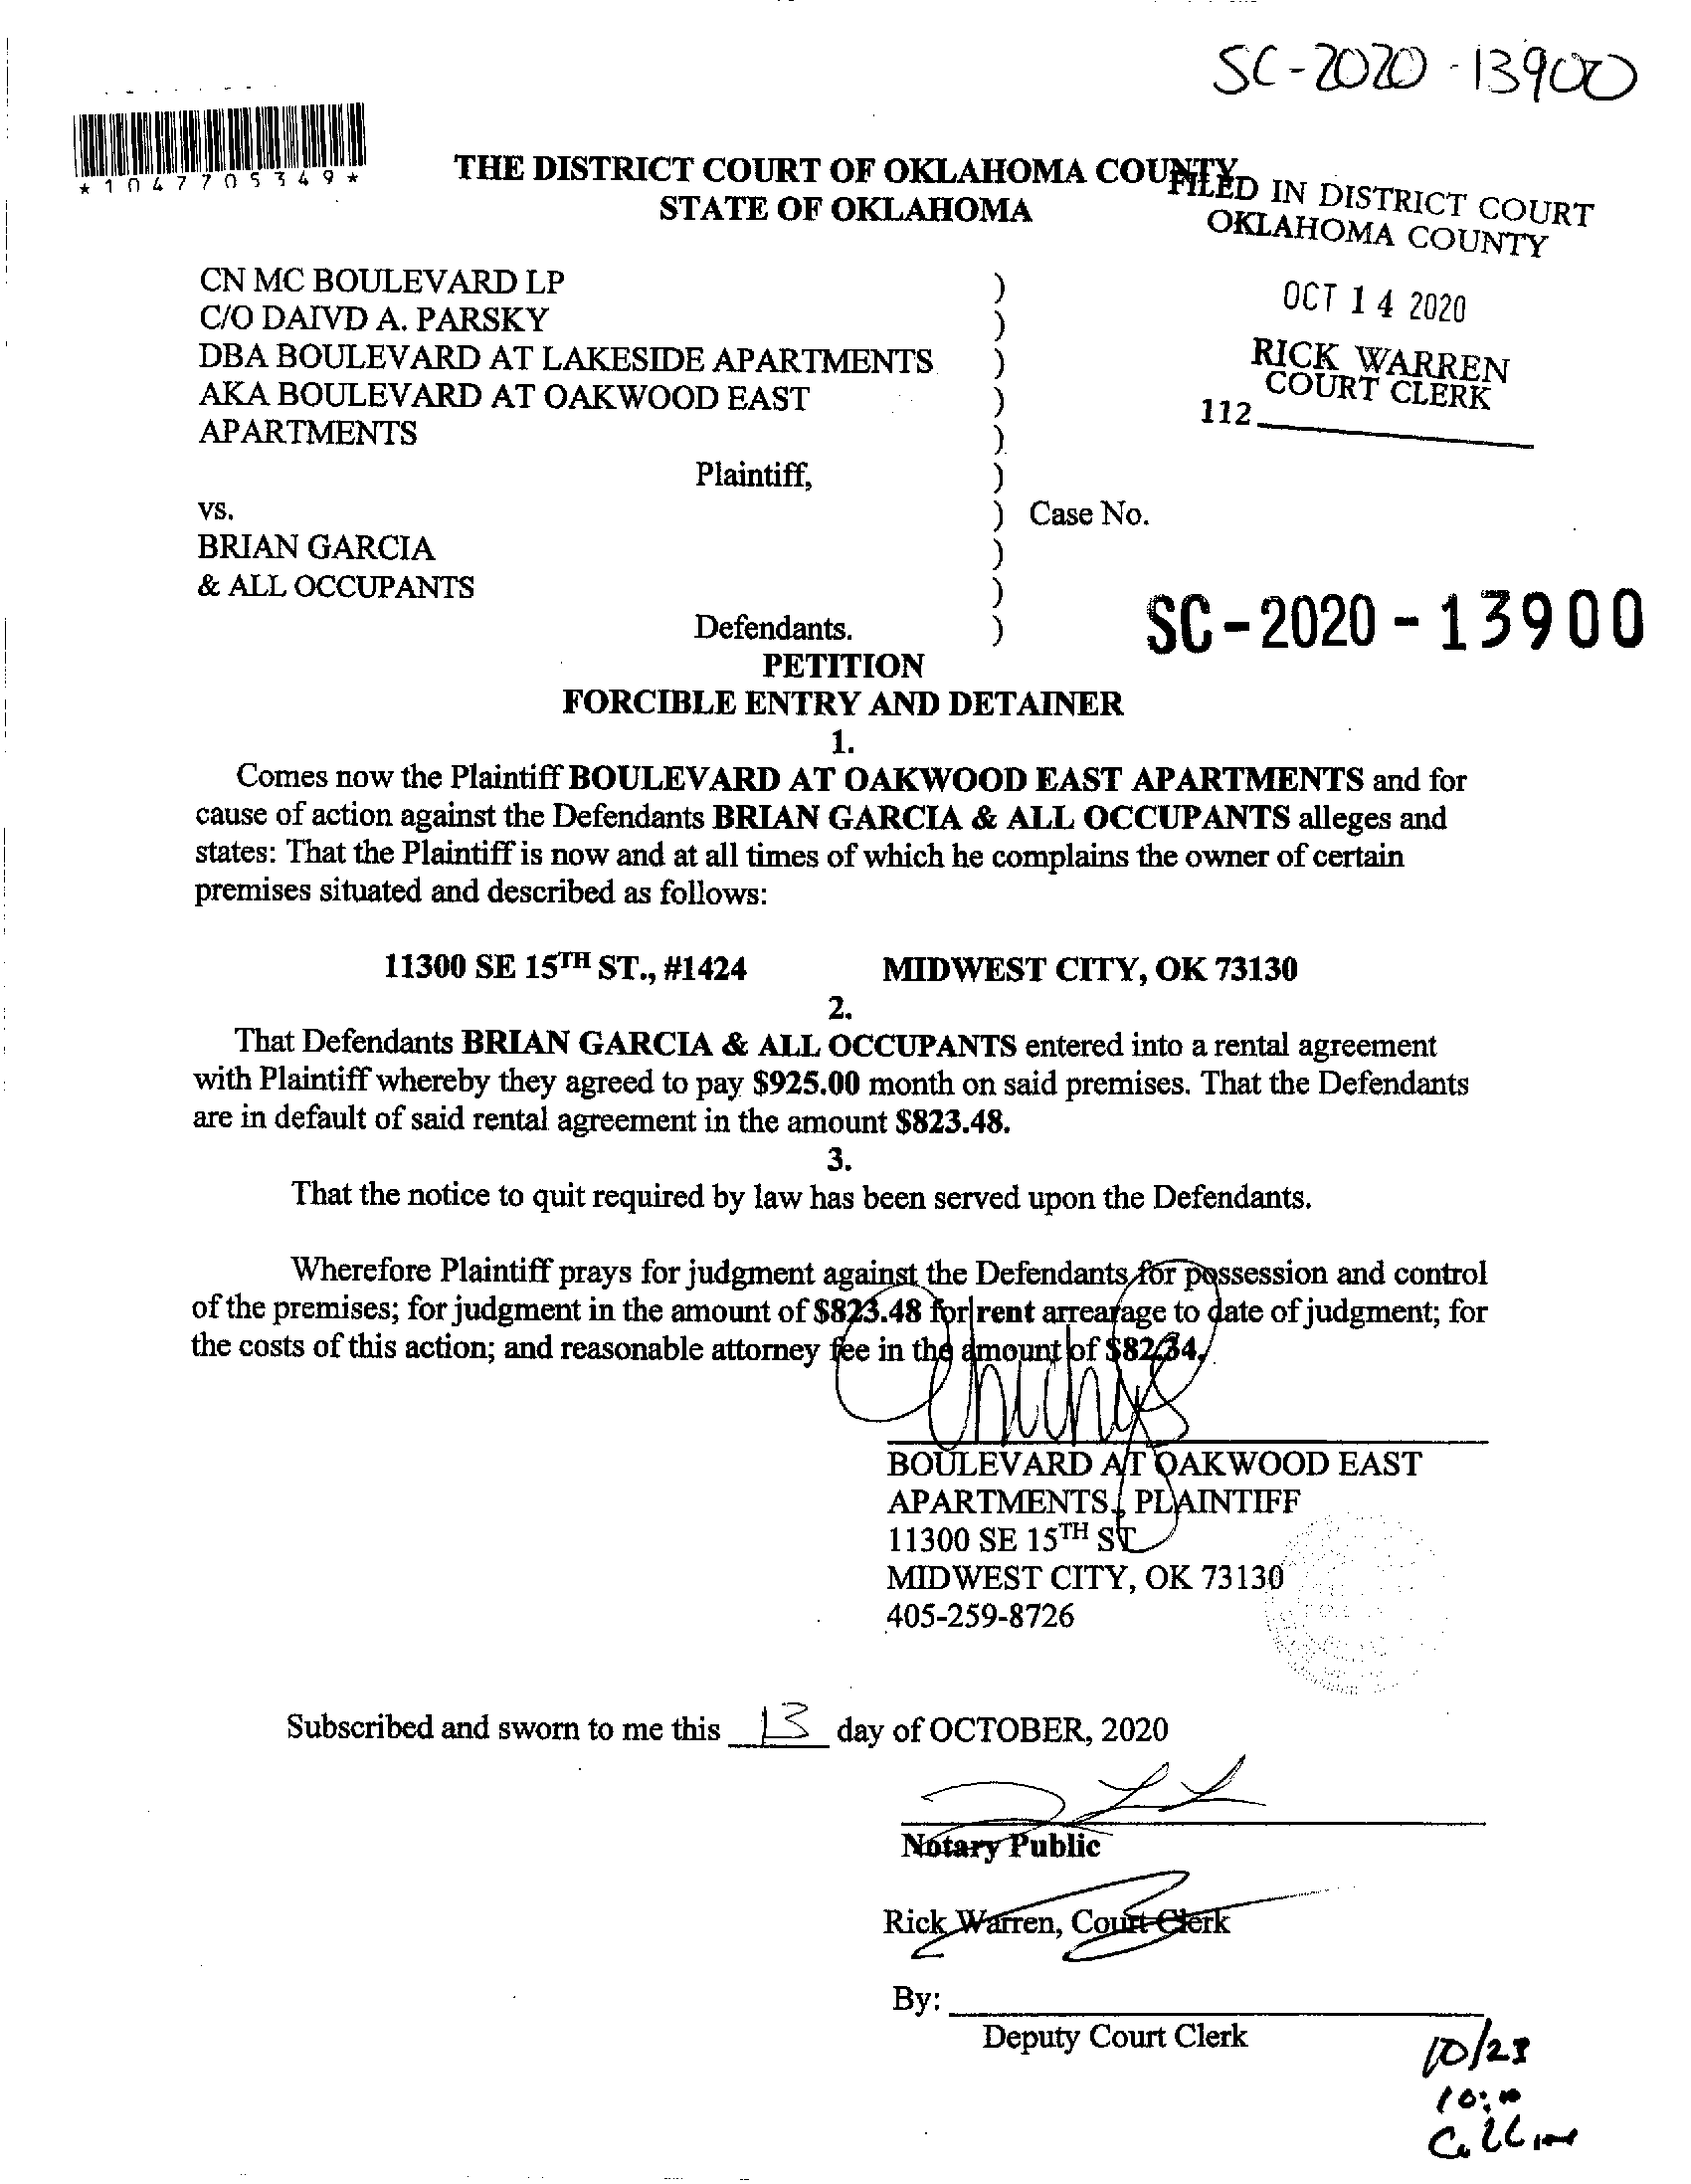 SC-2020-13900
*1047705349*
THE DISTRICT COURT OF OKLAHOMA COUNTY
STATE OF OKLAHOMA
FILED IN DISTRICT COURT
OKLAHOMA COUNTY
OCT 14 2020
RICK WARREN
COURT CLERK
112
CN MC BOULEVARD LP )
C/O DAIVD A. PARSKY )
DBA BOULEVARD AT LAKESIDE APARTMENTS )
AKA BOULEVARD AT OAKWOOD EAST )
APARTMENTS )
Plaintiff, )
vs. ) Case No.
BRIAN GARCIA )
& ALL OCCUPANTS )
Defendants. )
SC-2020-13900
PETITION
FORCIBLE ENTRY AND DETAINER
1.
Comes now the Plaintiff BOULEVARD AT OAKWOOD EAST APARTMENTS and for
cause of action against the Defendants BRIAN GARCIA & ALL OCCUPANTS alleges and
states: That the Plaintiff is now and at all times of which he complains the owner of certain
premises situated and described as follows:
11300 SE 15TH ST., #1424 MIDWEST CITY, OK 73130
2.
That Defendants BRIAN GARCIA & ALL OCCUPANTS entered into a rental agreement
with Plaintiff whereby they agreed to pay $925.00 month on said premises. That the Defendants
are in default of said rental agreement in the amount $823.48.
3.
That the notice to quit required by law has been served upon the Defendants.
Wherefore Plaintiff prays for judgment against the Defendants for possession and control
of the premises; for judgment in the amount of $823.48 for rent arrearage to date of judgment; for
the costs of this action; and reasonable attorney fee in the amount of $82.34.
BOULEVARD AT OAKWOOD EAST
APARTMENTS., PLAINTIFF
11300 SE 15TH ST
MIDWEST CITY, OK 73130
405-259-8726
Subscribed and sworn to me this 13 day of OCTOBER, 2020
Notary Public
Rick Warren, Court Clerk
By:
Deputy Court Clerk
10/23